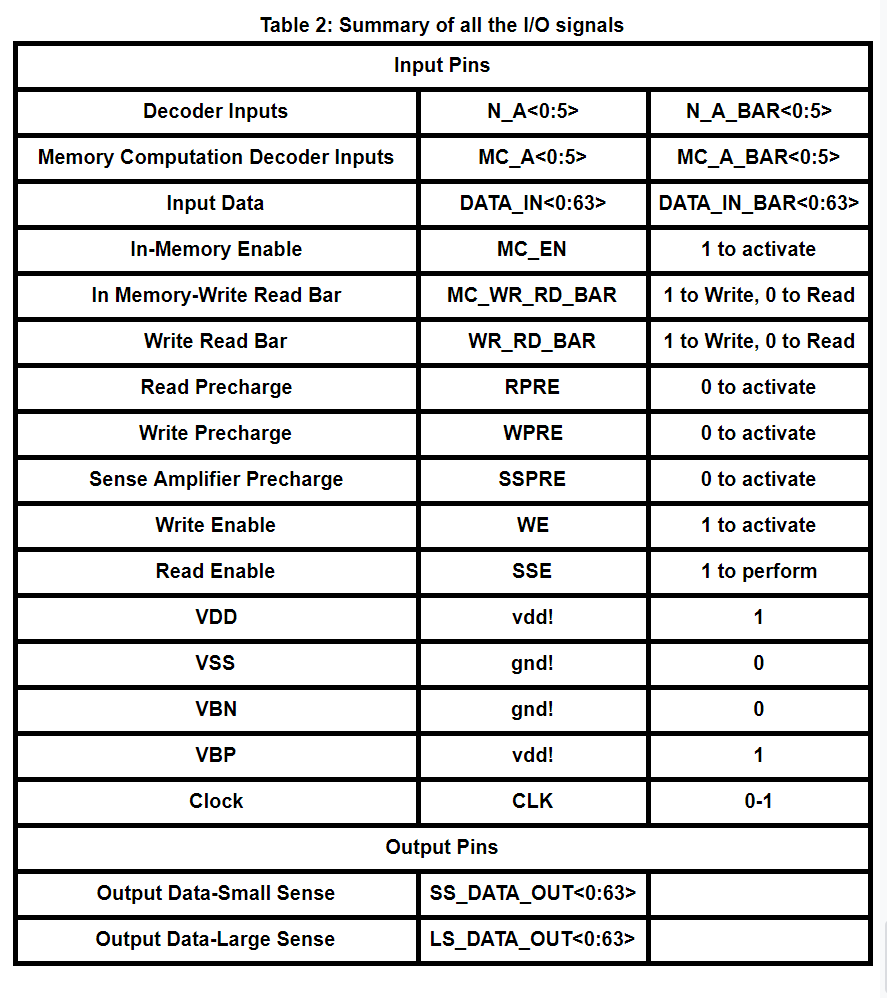 Table 2: Summary of all the I/O signals
Input Pins
Decoder Inputs N_A<0:5> N_A_BAR<0:5>
Memory Computation Decoder Inputs MC_A<0:5> MC_A_BAR<0:5>
Input Data DATA_IN<0:63> DATA_IN_BAR<0:63>
In-Memory Enable MC_EN 1 to activate
In Memory-Write Read Bar MC_WR_RD_BAR 1 to Write, 0 to Read
Write Read Bar WR_RD_BAR 1 to Write, 0 to Read
Read Precharge RPRE 0 to activate
Write Precharge WPRE 0 to activate
Sense Amplifier Precharge SSPRE 0 to activate
Write Enable WE 1 to activate
Read Enable SSE 1 to perform
VDD vdd! 1
VSS gnd! 0
VBN gnd! 0
VBP vdd! 1
Clock CLK 0-1
Output Pins
Output Data-Small Sense SS_DATA_OUT<0:63>
Output Data-Large Sense LS_DATA_OUT<0:63>